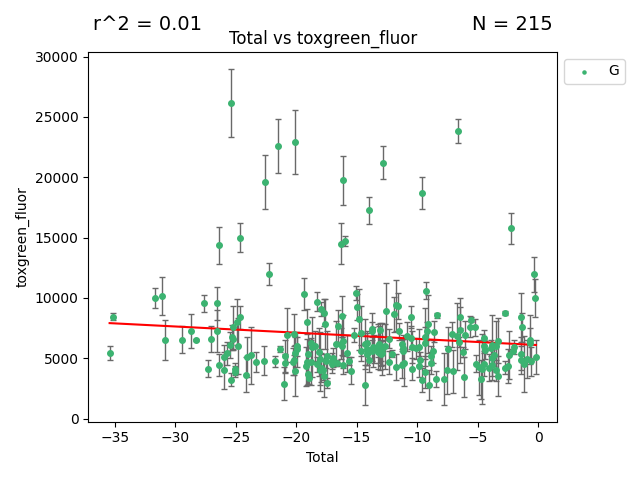 r^2 = 0.01
N = 215
Total vs toxgreen_fluor
G
30000
25000
20000
15000
10000
5000
0
toxgreen_fluor
−35
−30
−25
−20
−15
−10
−5
0
Total